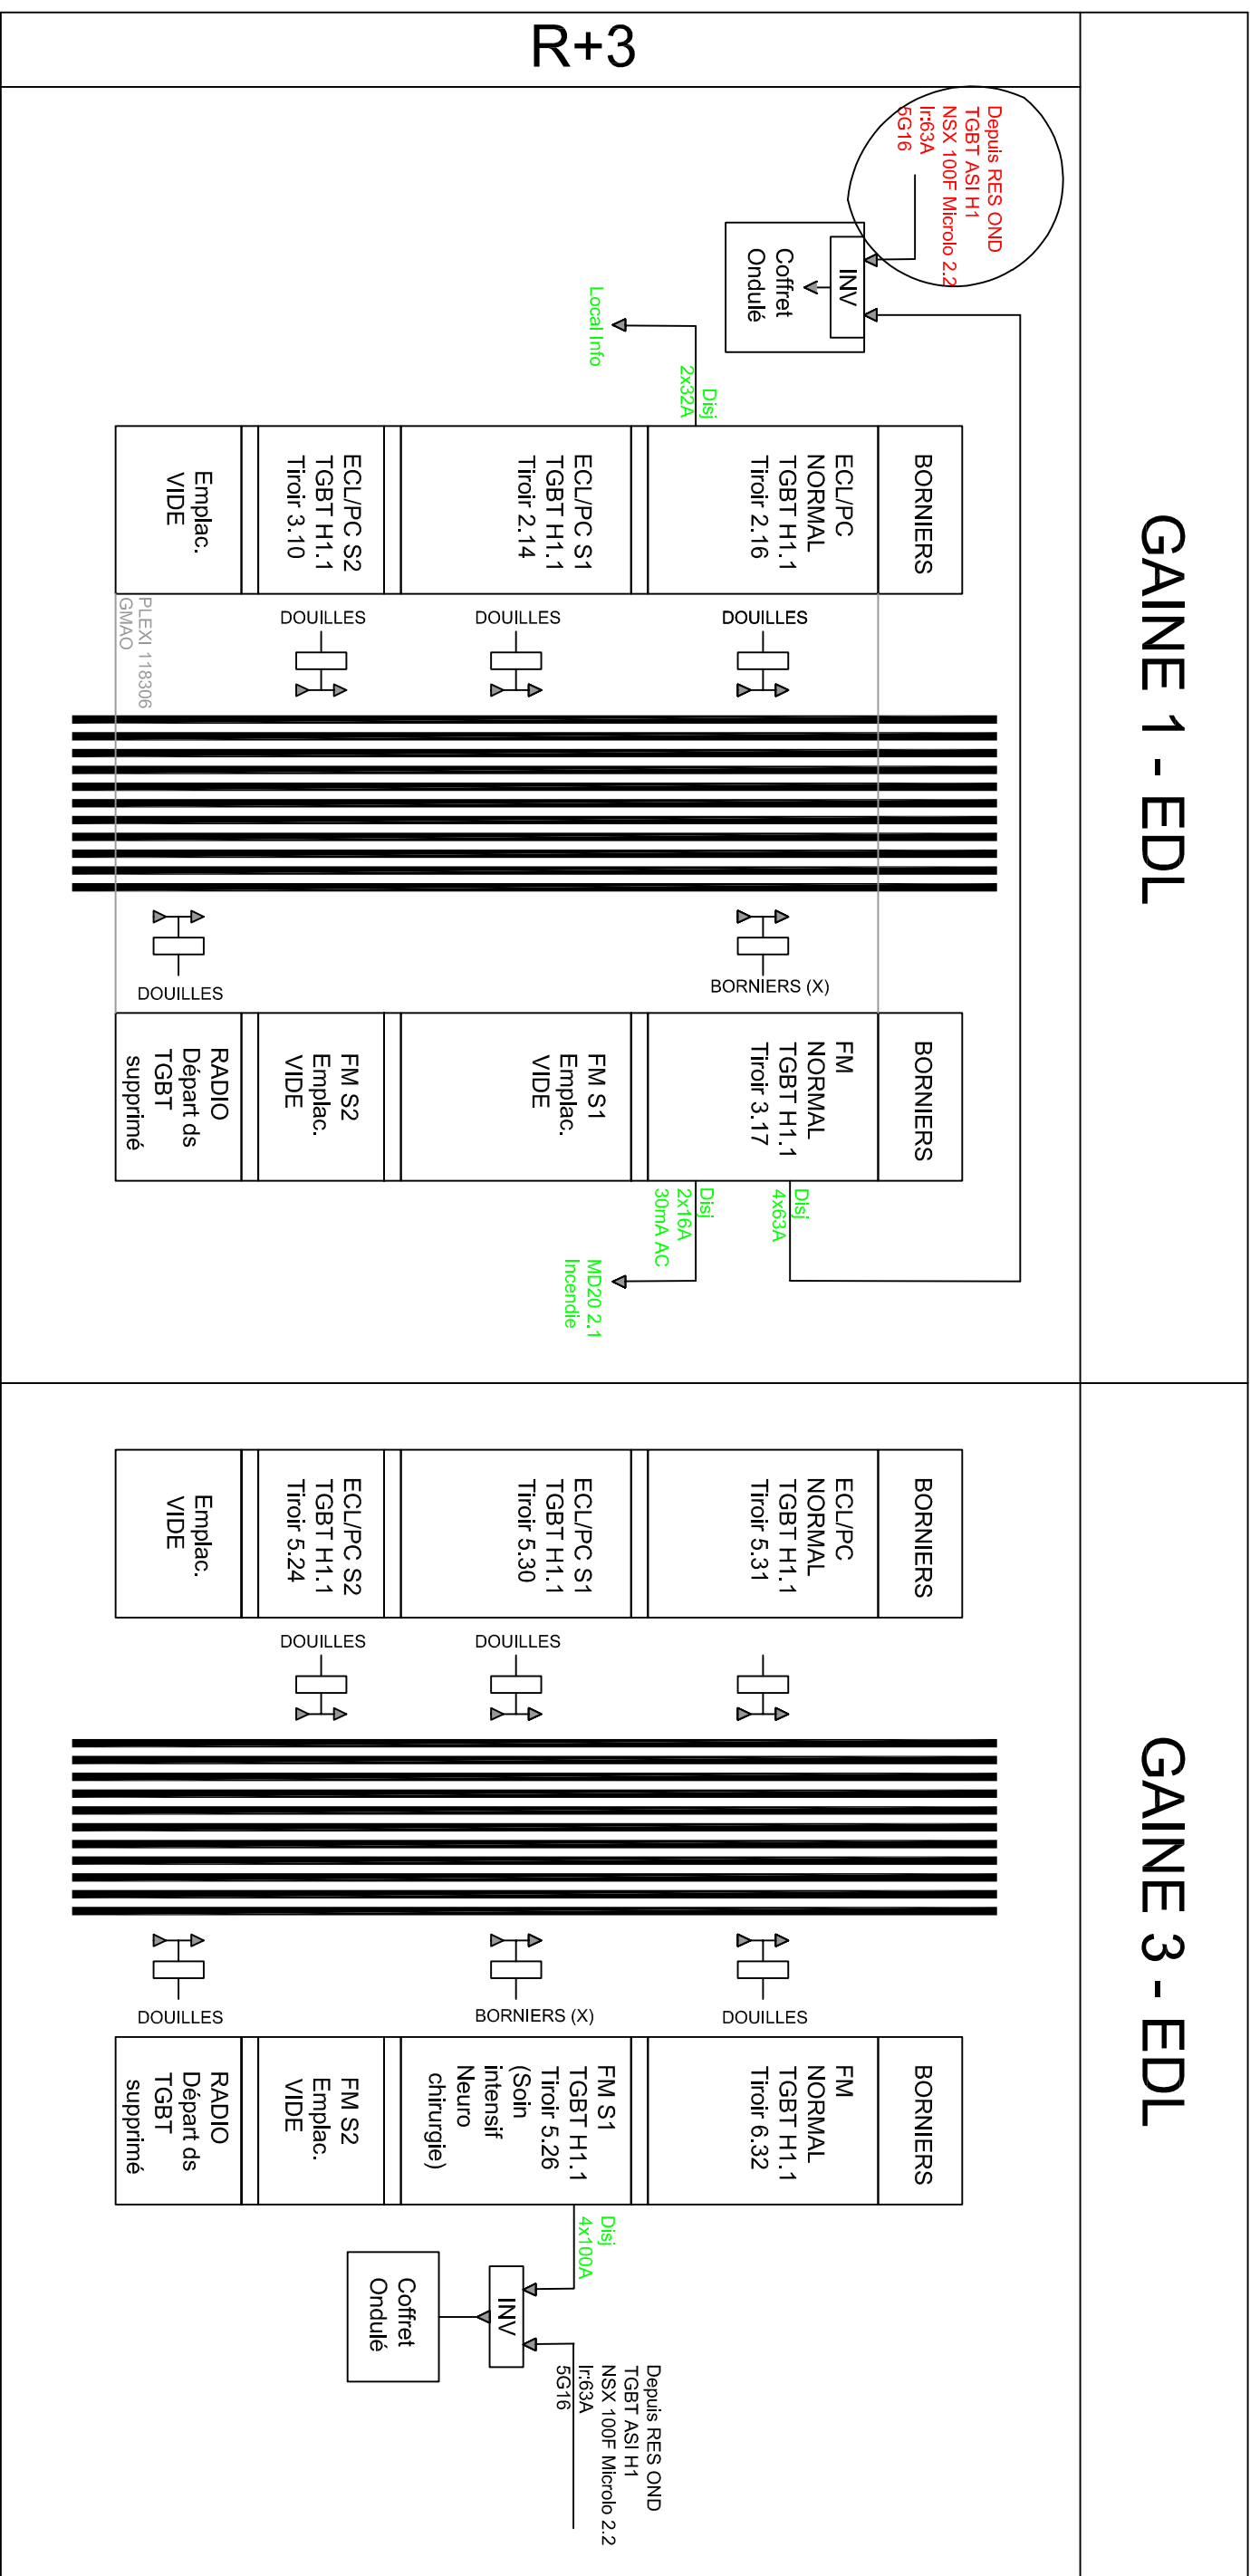 R+3
GAINE 1 - EDL
Depuis RES OND
TGBT ASI H1
NSX 100F Microlo 2.2
Ir:63A
5G16
INV
Coffret
Ondulé
Local Info
Disj
2x32A
BORNIERS
ECL/PC
NORMAL
TGBT H1.1
Tiroir 2.16
ECL/PC S1
TGBT H1.1
Tiroir 2.14
ECL/PC S2
TGBT H1.1
Tiroir 3.10
Emplac.
VIDE
DOUILLES
DOUILLES
DOUILLES
PLEXI 118306
GMAO
BORNIERS (X)
DOUILLES
BORNIERS
FM
NORMAL
TGBT H1.1
Tiroir 3.17
FM S1
Emplac.
VIDE
FM S2
Emplac.
VIDE
RADIO
Départ ds
TGBT
supprimé
Disj
4x63A
Disj
2x16A
30mA AC
MD20 2.1
Incendie
GAINE 3 - EDL
BORNIERS
ECL/PC
NORMAL
TGBT H1.1
Tiroir 5.31
ECL/PC S1
TGBT H1.1
Tiroir 5.30
ECL/PC S2
TGBT H1.1
Tiroir 5.24
Emplac.
VIDE
DOUILLES
DOUILLES
DOUILLES
BORNIERS (X)
DOUILLES
BORNIERS
FM
NORMAL
TGBT H1.1
Tiroir 6.32
FM S1
TGBT H1.1
Tiroir 5.26
(Soin
intensif
Neuro
chirurgie)
FM S2
Emplac.
VIDE
RADIO
Départ ds
TGBT
supprimé
Disj
4x100A
INV
Coffret
Ondulé
Depuis RES OND
TGBT ASI H1
NSX 100F Microlo 2.2
Ir:63A
5G16